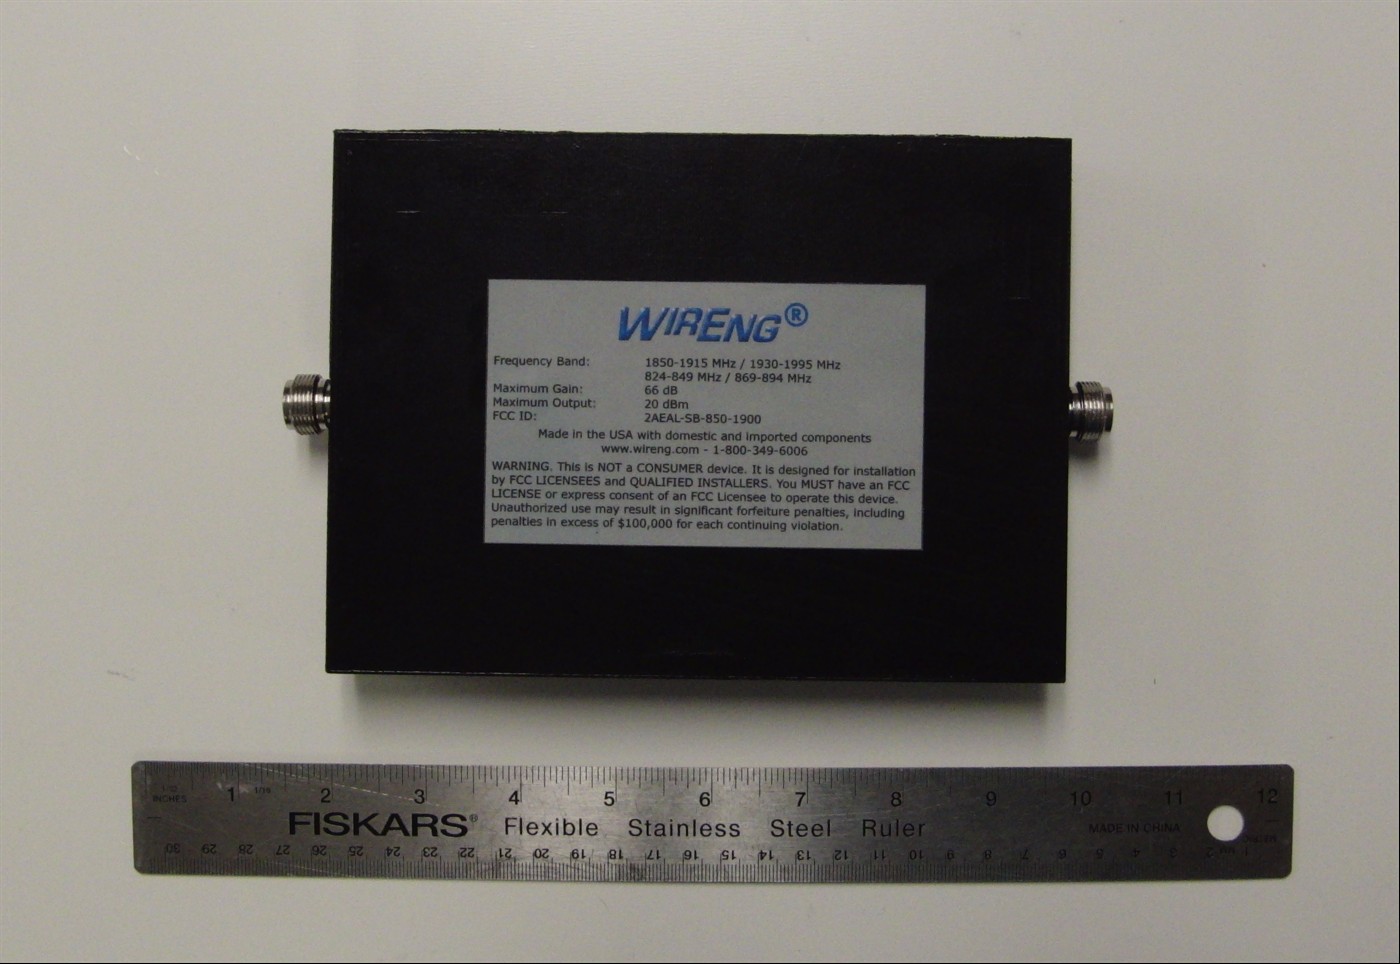 WIRENG®
Frequency Band: 1850-1915 MHz / 1930-1995 MHz
824-849 MHz / 869-894 MHz
Maximum Gain: 66 dB
Maximum Output: 20 dBm
FCC ID: 2AEAL-SB-850-1900
Made in the USA with domestic and imported components
www.wireng.com - 1-800-349-6006
WARNING. This is NOT a CONSUMER device. It is designed for installation
by FCC LICENSEES and QUALIFIED INSTALLERS. You MUST have an FCC
LICENSE or express consent of an FCC Licensee to operate this device.
Unauthorized use may result in significant forfeiture penalties, including
penalties in excess of $100,000 for each continuing violation.
INCHES 1 2 3 4 5 6 7 8 9 10 11 12
FISKARS® Flexible Stainless Steel Ruler MADE IN CHINA
30 29 28 27 26 25 24 23 22 21 20 19 18 17 16 15 14 13 12 11 10 9 8 7 6 5 4 3 2 1